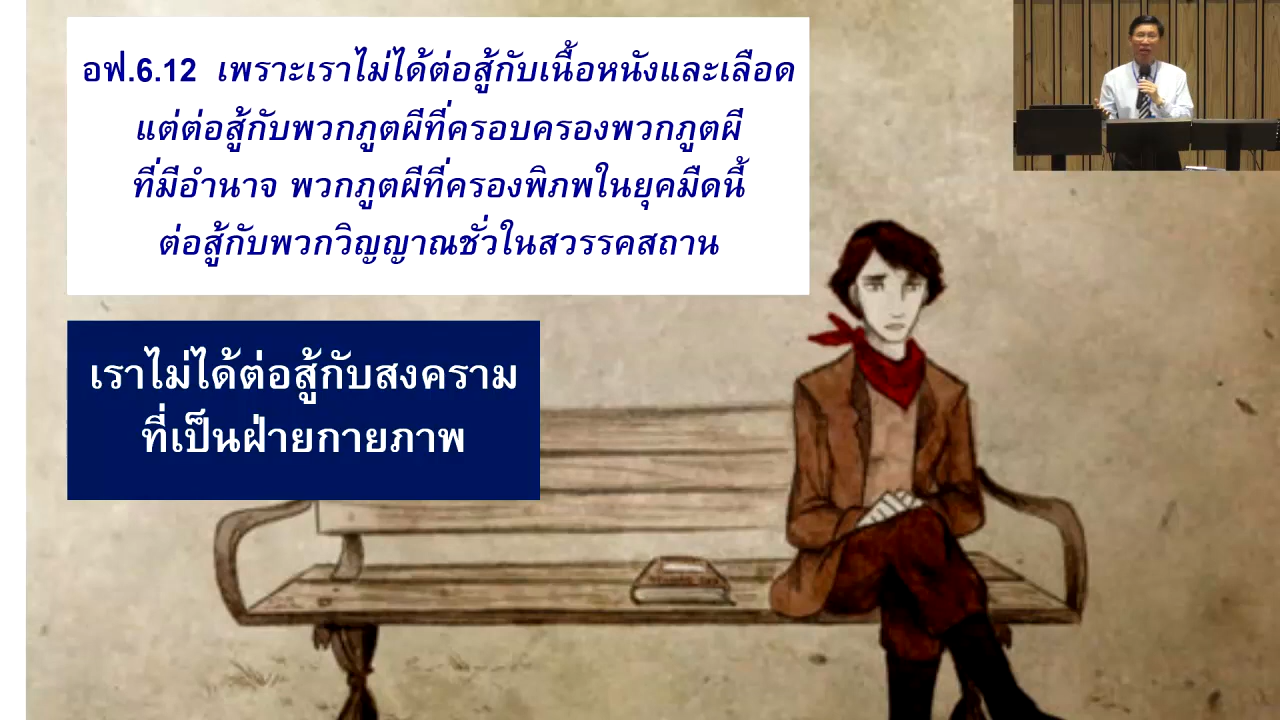 อฟ.6.12 เพราะเราไม่ได้ต่อสู้กับเนื้อหนังและเลือด
แต่ต่อสู้กับพวกภูตผีที่ครอบครองพวกภูตผี
ที่มีอำนาจ พวกภูตผีที่ครองพิภพในยุคมืดนี้
ต่อสู้กับพวกวิญญาณชั่วในสวรรคสถาน
เราไม่ได้ต่อสู้กับสงคราม
ที่เป็นฝ่ายกายภาพ